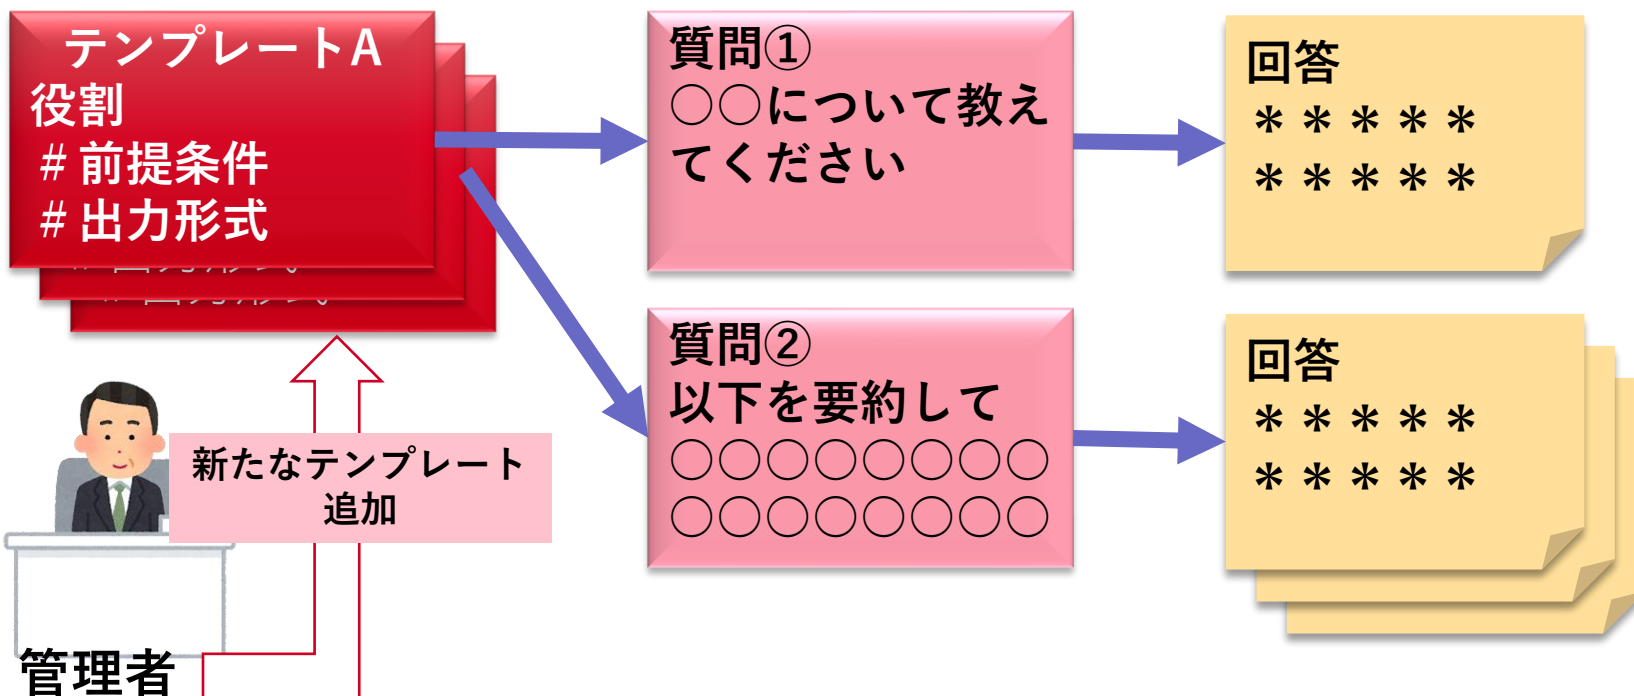 テンプレートA
役割
# 前提条件
# 出力形式
質問①
○○について教え
てください
回答
*****
*****
質問②
以下を要約して
○○○○○○○○
○○○○○○○○
回答
*****
*****
新たなテンプレート
追加
管理者